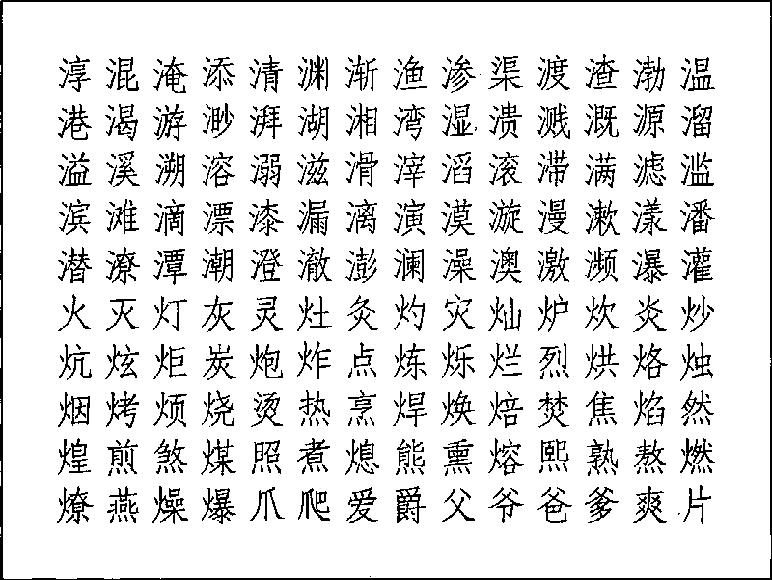 淳混淹添清渊渐渔渗渠渡渣渤温
港渴游渺湃湖湘湾湿溃溅溉源溜
溢溪溯溶溺滋滑滓滔滚滞满滤滥
滨滩滴漂漆漏漓演漠漩漫漱漾潘
潜潦潭潮澄澈澎澜澡澳激濒瀑灌
火灭灯灰灵灶灸灼灾灿炉炊炎炒
炕炫炬炭炮炸点炼烁烂烈烘烙烛
烟烤烦烧烫热烹焊焕焙焚焦焰然
煌煎煞煤照煮熄熊熏熔熙熟熬燃
燎燕燥爆爪爬爱爵父爷爸爹爽片